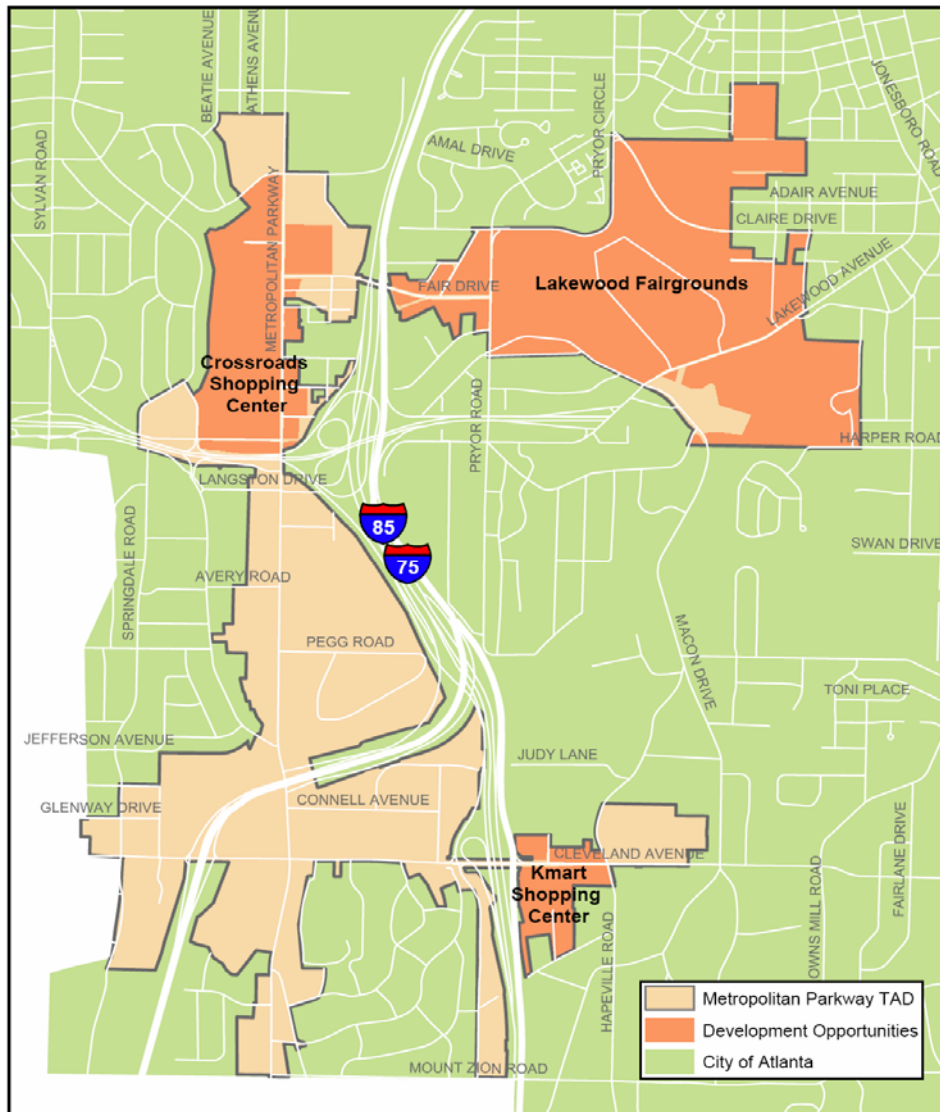 BEATIE AVENUE
ATHENS AVENU
SYLVAN ROAD
METROPOLITAN PARKWAY
AMAL DRIVE
PRYOR CIRCLE
JONESBORO ROAD
ADAIR AVENUE
CLAIRE DRIVE
LAKEWOOD AVENUE
FAIR DRIVE
Lakewood Fairgrounds
Crossroads
Shopping
Center
PRYOR ROAD
HARPER ROAD
LANGSTON DRIVE
85
75
SPRINGDALE ROAD
AVERY ROAD
SWAN DRIVE
PEGG ROAD
MACON DRIVE
TONI PLACE
JEFFERSON AVENUE
JUDY LANE
GLENWAY DRIVE
CONNELL AVENUE
CLEVELAND AVENUE
Kmart
Shopping
Center
HAPEVILLE ROAD
OWNS MILL ROAD
FAIRLANE DRIVE
MOUNT ZION ROAD
Metropolitan Parkway TAD
Development Opportunities
City of Atlanta